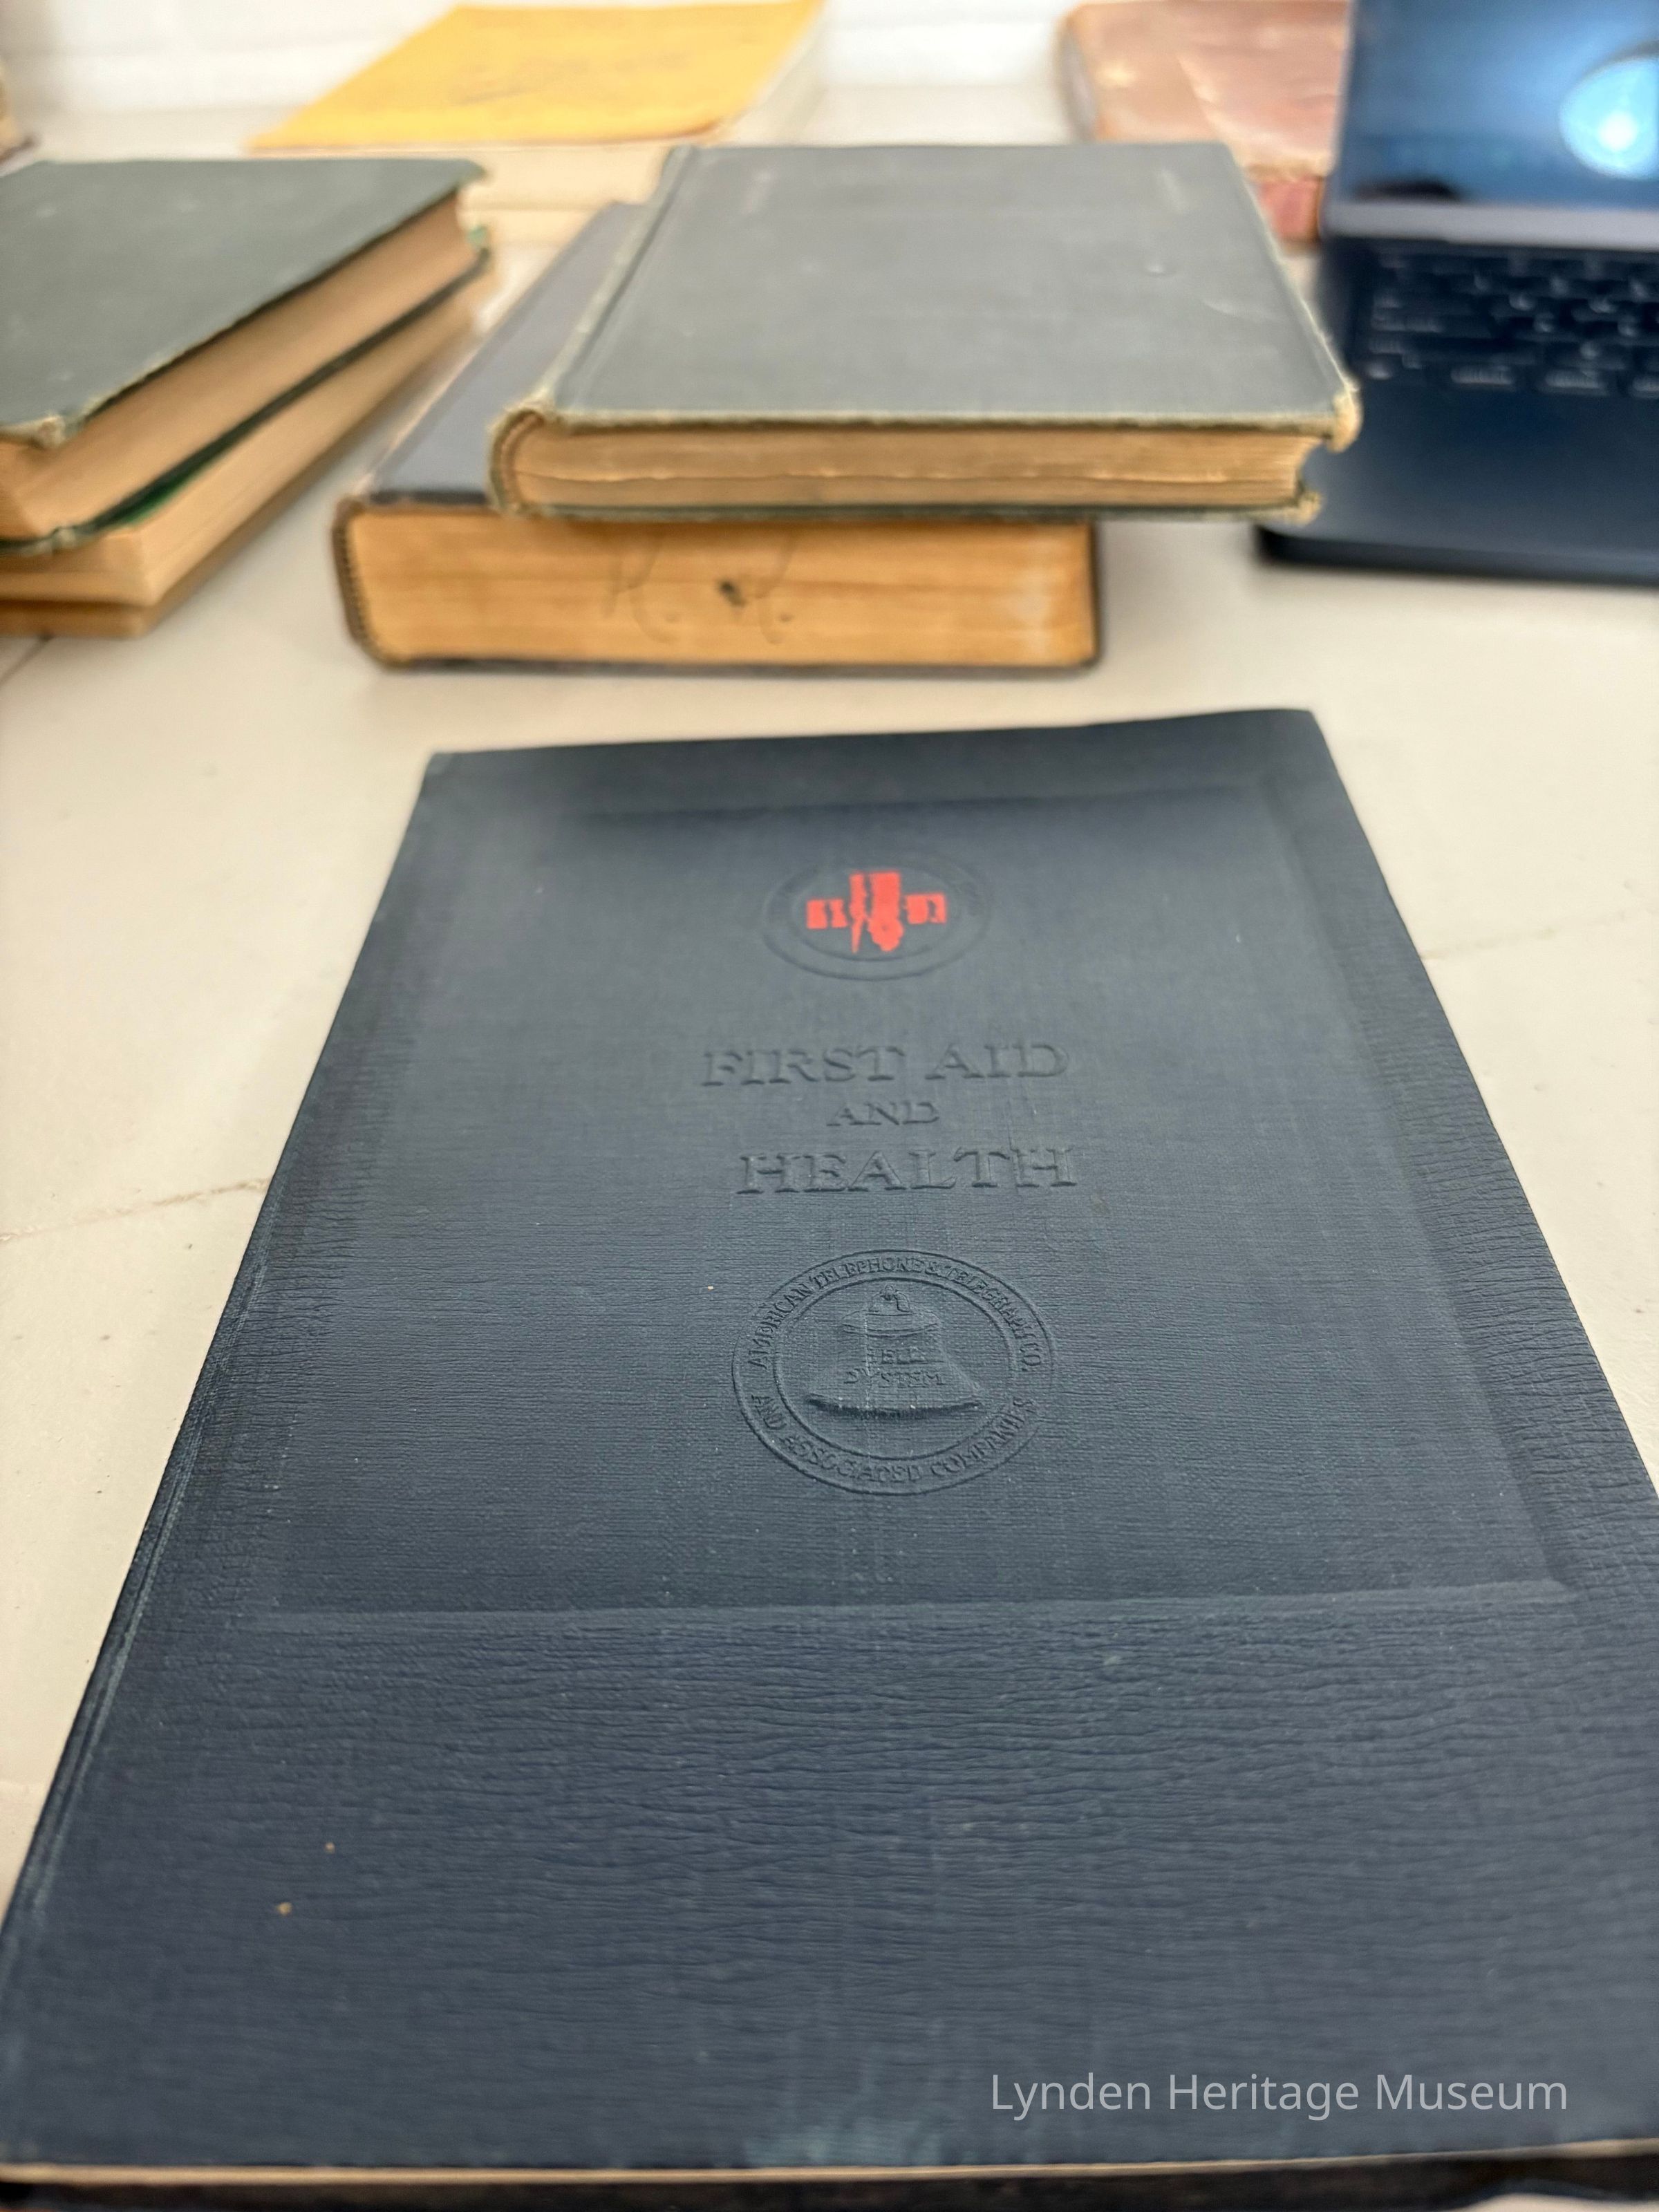 FIRST AID
AND
HEALTH
AMERICAN TELEPHONE & TELEGRAPH CO.
BELL
SYSTEM
AND ASSOCIATED COMPANIES
Lynden Heritage Museum